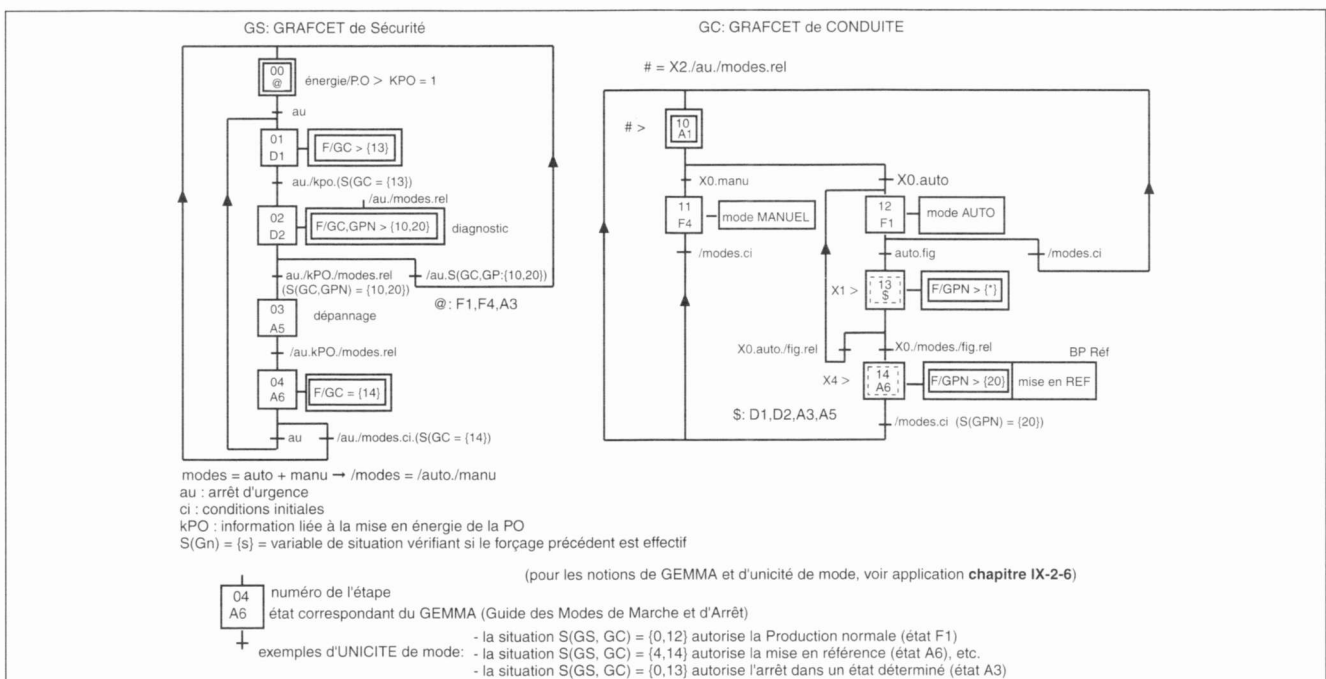 GS: GRAFCET de Sécurité
00
@
énergie/P.O > KPO = 1
au
01
D1
F/GC > {13}
au./kpo.(S(GC = {13})
/au./modes.rel
02
D2
F/GC,GPN > {10,20}
diagnostic
au./kPO./modes.rel
(S(GC,GPN) = {10,20})
/au.S(GC,GP:{10,20})
@: F1,F4,A3
03
A5
dépannage
/au.kPO./modes.rel
04
A6
F/GC = {14}
au
/au./modes.ci.(S(GC = {14})
GC: GRAFCET de CONDUITE
# = X2./au./modes.rel
# >
10
A1
X0.manu
X0.auto
11
F4
mode MANUEL
12
F1
mode AUTO
/modes.ci
auto.fig
/modes.ci
X1 >
13
$
F/GPN > {*}
X0.auto./fig.rel
X0./modes./fig.rel
BP Réf
X4 >
14
A6
F/GPN > {20}
mise en REF
$: D1,D2,A3,A5
/modes.ci (S(GPN) = {20})
modes = auto + manu → /modes = /auto./manu
au : arrêt d'urgence
ci : conditions initiales
kPO : information liée à la mise en énergie de la PO
S(Gn) = {s} = variable de situation vérifiant si le forçage précédent est effectif
(pour les notions de GEMMA et d'unicité de mode, voir application chapitre IX-2-6)
04
A6
numéro de l'étape
état correspondant du GEMMA (Guide des Modes de Marche et d'Arrêt)
exemples d'UNICITE de mode:
- la situation S(GS, GC) = {0,12} autorise la Production normale (état F1)
- la situation S(GS, GC) = {4,14} autorise la mise en référence (état A6), etc.
- la situation S(GS, GC) = {0,13} autorise l'arrêt dans un état déterminé (état A3)